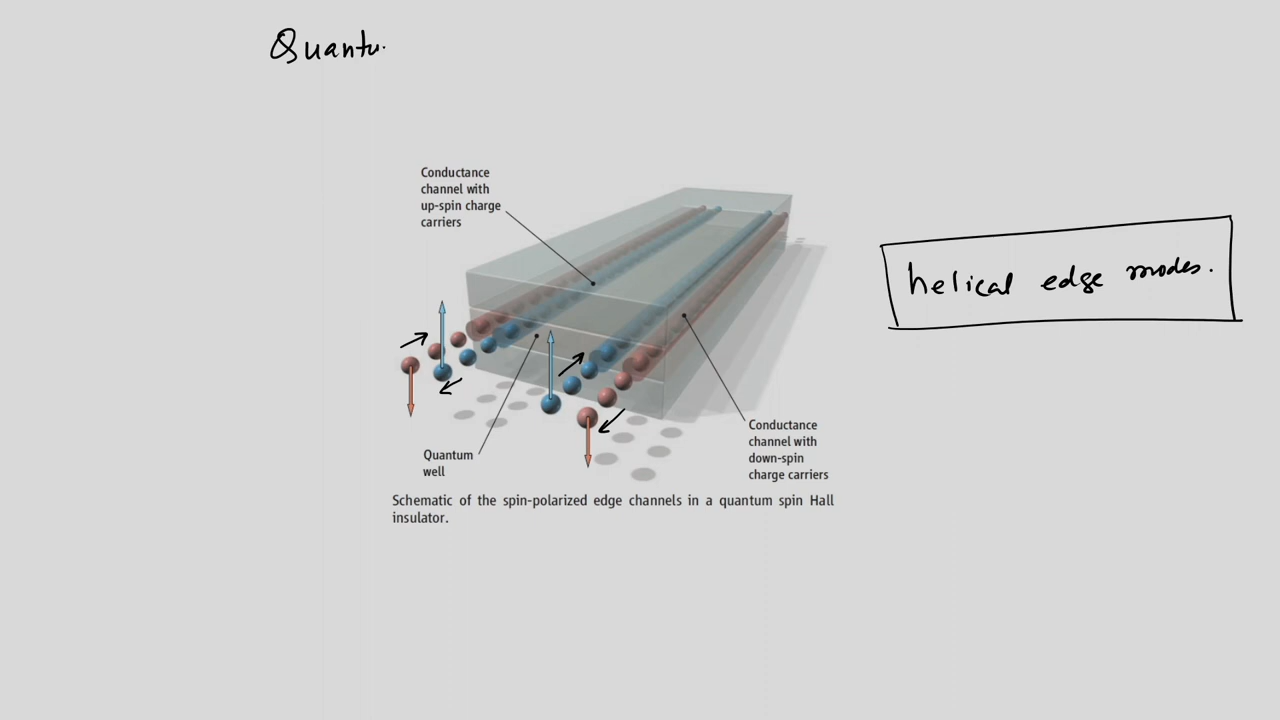 Quantu
Conductance
channel with
up-spin charge
carriers
helical edge modes.
Quantum
well
Conductance
channel with
down-spin
charge carriers
Schematic of the spin-polarized edge channels in a quantum spin Hall
insulator.